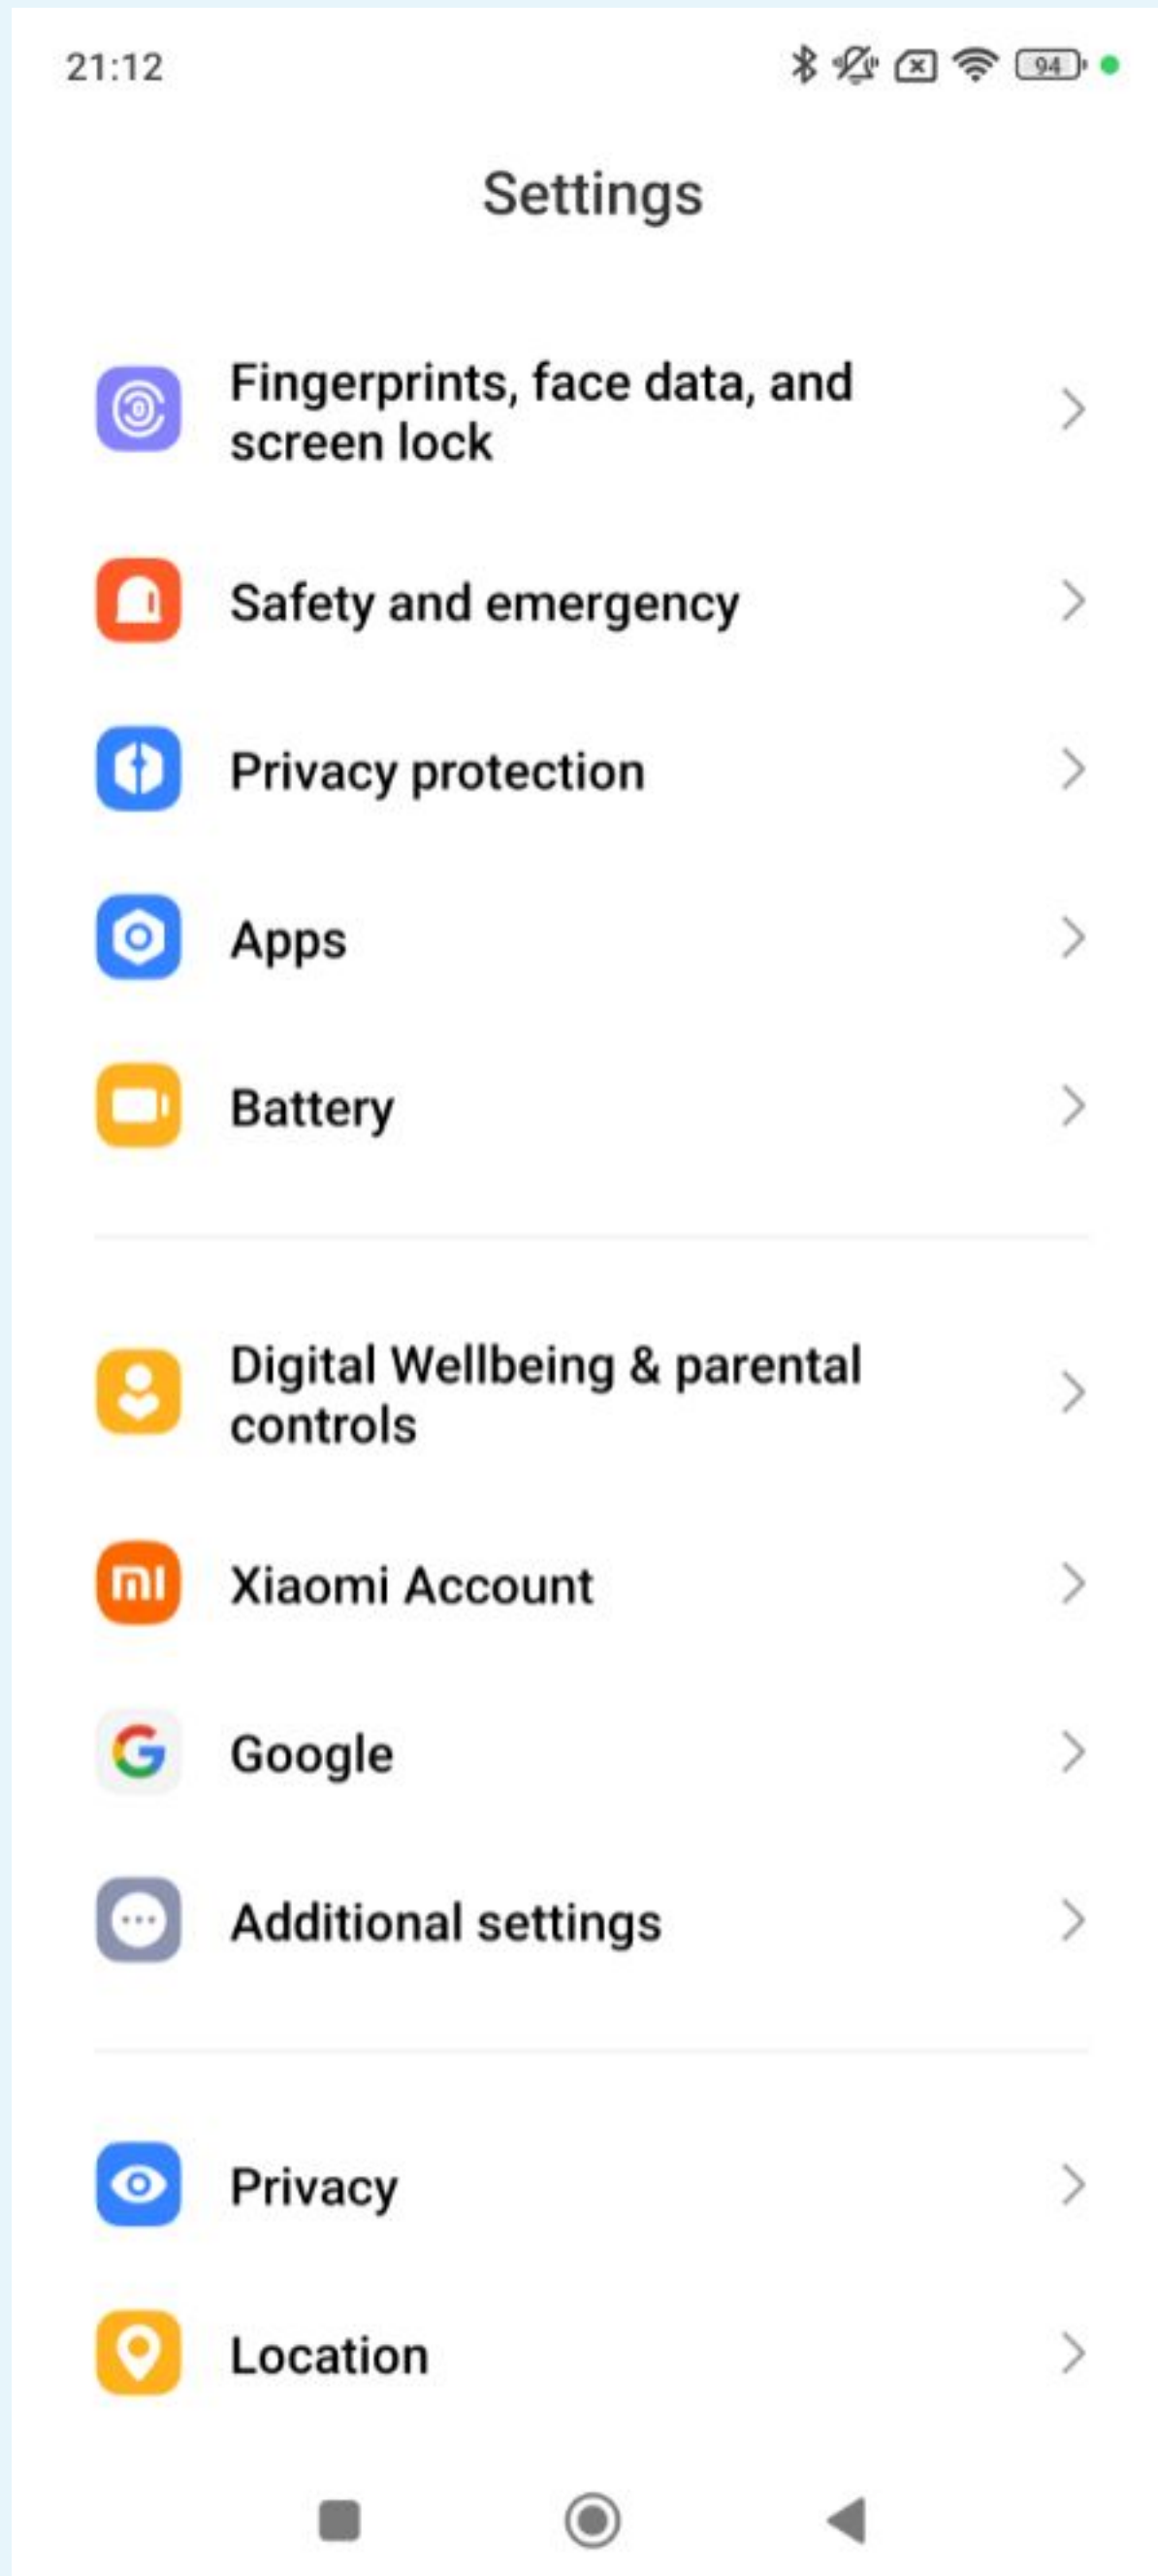 21:12
94
Settings
Fingerprints, face data, and
screen lock
Safety and emergency
Privacy protection
Apps
Battery
Digital Wellbeing & parental
controls
mi
Xiaomi Account
G
Google
Additional settings
Privacy
Location